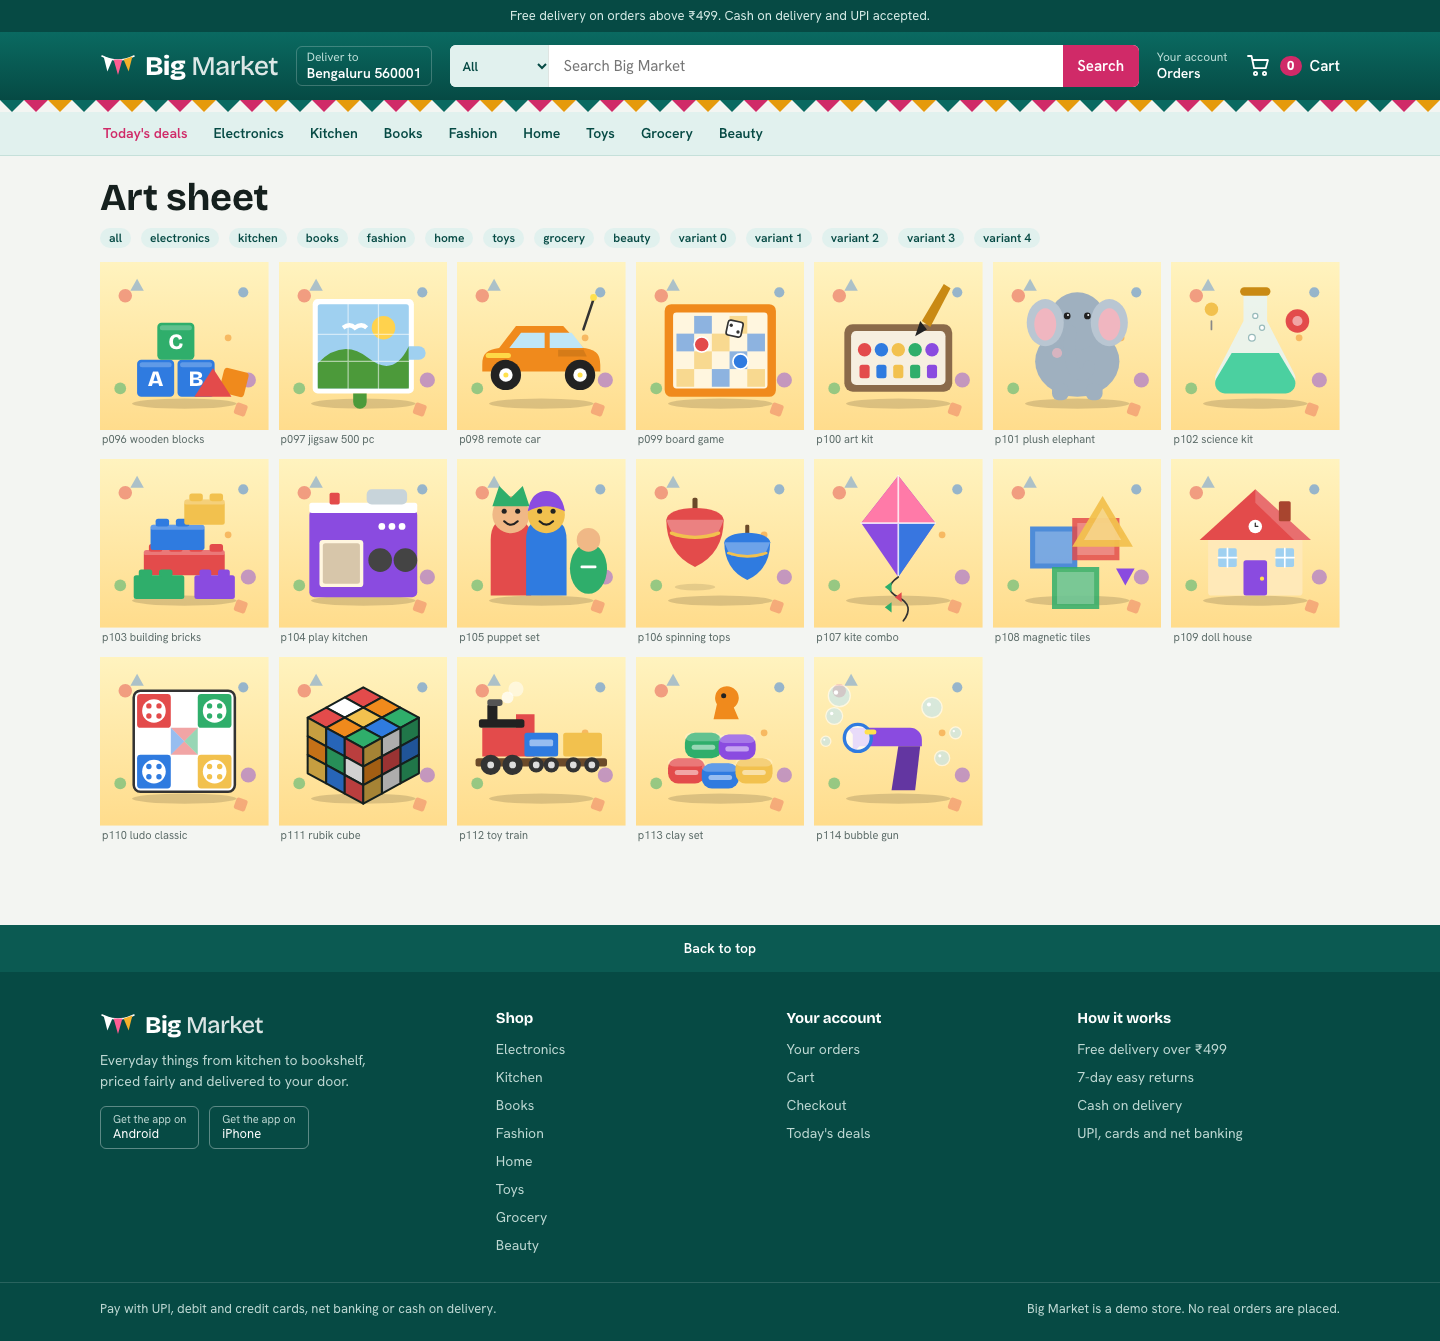 Free delivery on orders above ₹499. Cash on delivery and UPI accepted.
Big Market
Deliver to
Bengaluru 560001
All
Search Big Market
Search
Your account
Orders
0
Cart
Today's deals Electronics Kitchen Books Fashion Home Toys Grocery Beauty
Art sheet
all electronics kitchen books fashion home toys grocery beauty variant 0 variant 1 variant 2 variant 3 variant 4
C
A B
p096 wooden blocks p097 jigsaw 500 pc p098 remote car p099 board game p100 art kit p101 plush elephant p102 science kit
p103 building bricks p104 play kitchen p105 puppet set p106 spinning tops p107 kite combo p108 magnetic tiles p109 doll house
p110 ludo classic p111 rubik cube p112 toy train p113 clay set p114 bubble gun
Back to top
Big Market
Everyday things from kitchen to bookshelf,
priced fairly and delivered to your door.
Get the app on
Android
Get the app on
iPhone
Shop
Electronics
Kitchen
Books
Fashion
Home
Toys
Grocery
Beauty
Your account
Your orders
Cart
Checkout
Today's deals
How it works
Free delivery over ₹499
7-day easy returns
Cash on delivery
UPI, cards and net banking
Pay with UPI, debit and credit cards, net banking or cash on delivery.
Big Market is a demo store. No real orders are placed.